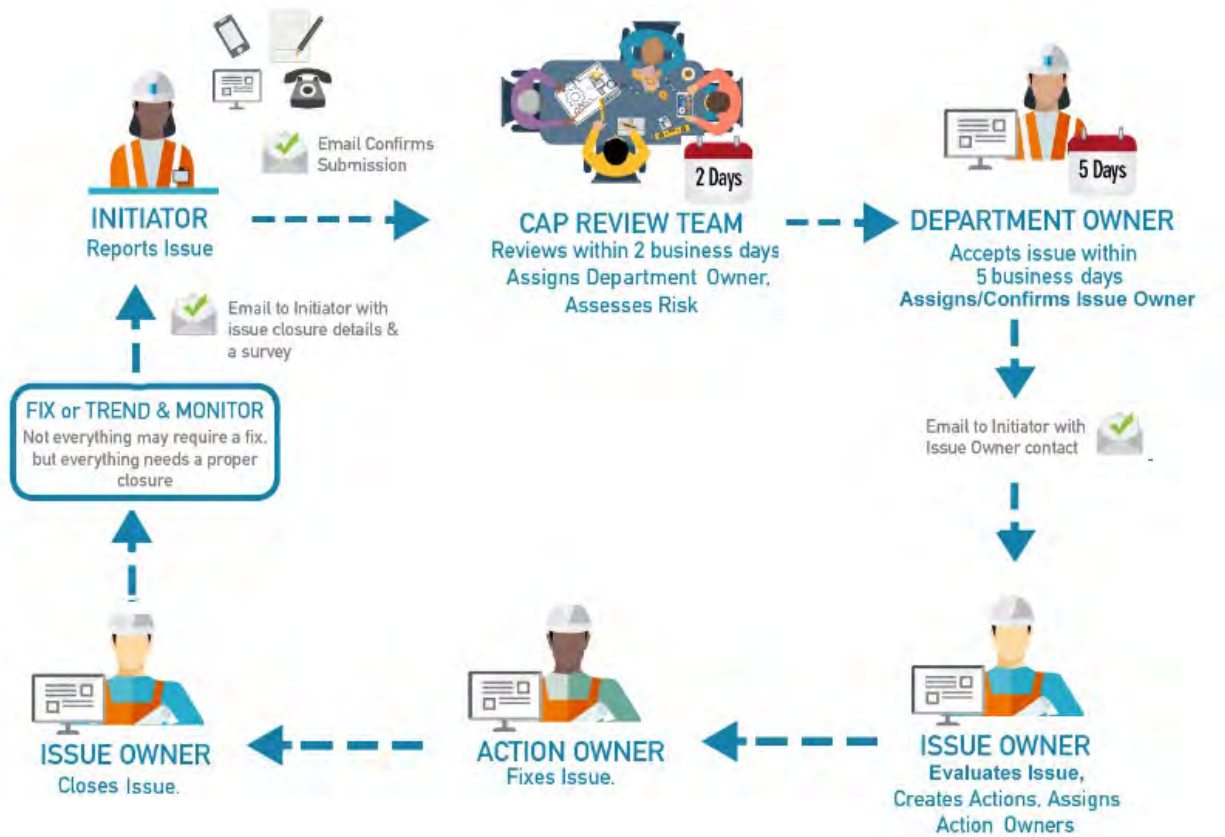 Email Confirms
Submission
2 Days
5 Days
INITIATOR
Reports Issue
CAP REVIEW TEAM
Reviews within 2 business days
Assigns Department Owner,
Assesses Risk
DEPARTMENT OWNER
Accepts issue within
5 business days
Assigns/Confirms Issue Owner
Email to Initiator with
issue closure details &
a survey
FIX or TREND & MONITOR
Not everything may require a fix,
but everything needs a proper
closure
Email to Initiator with
Issue Owner contact
ISSUE OWNER
Closes Issue.
ACTION OWNER
Fixes Issue.
ISSUE OWNER
Evaluates Issue,
Creates Actions, Assigns
Action Owners